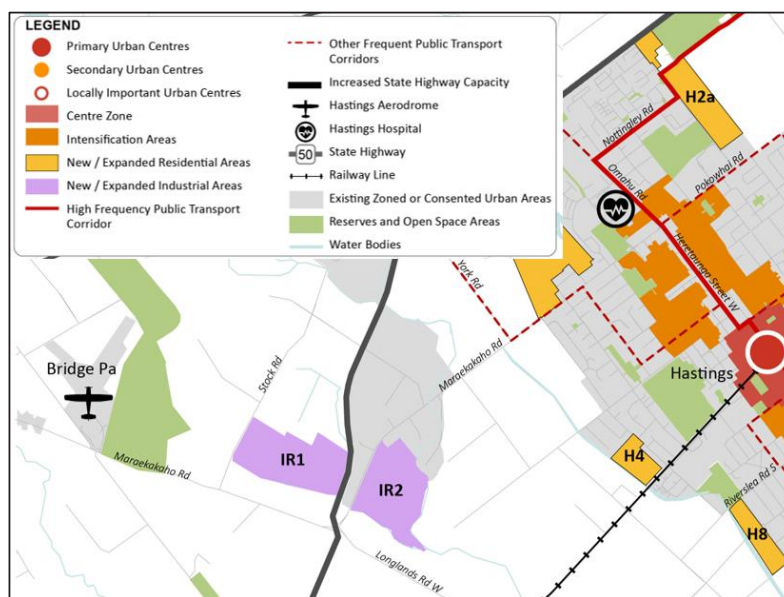 LEGEND
Primary Urban Centres
Secondary Urban Centres
Locally Important Urban Centres
Centre Zone
Intensification Areas
New / Expanded Residential Areas
New / Expanded Industrial Areas
High Frequency Public Transport
Corridor
Other Frequent Public Transport
Corridors
Increased State Highway Capacity
Hastings Aerodrome
Hastings Hospital
50
State Highway
Railway Line
Existing Zoned or Consented Urban Areas
Reserves and Open Space Areas
Water Bodies
H2a
Nottingley Rd
Omahu Rd
Pokowhai Rd
Heretaunga Street W
York Rd
Maraekakaho Rd
Stock Rd
Bridge Pa
Hastings
Maraekakaho Rd
IR1
IR2
H4
Riverslea Rd S
H8
Longlands Rd W